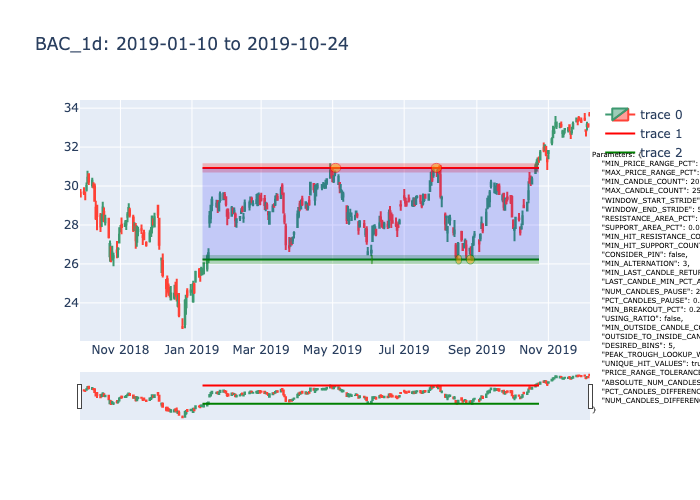 BAC_1d: 2019-01-10 to 2019-10-24
34
32
30
28
26
24
Nov 2018
Jan 2019
Mar 2019
May 2019
Jul 2019
Sep 2019
Nov 2019
trace 0
trace 1
trace 2
Parameters: {
"MIN_PRICE_RANGE_PCT":
"MAX_PRICE_RANGE_PCT":
"MIN_CANDLE_COUNT": 20
"MAX_CANDLE_COUNT": 25
"WINDOW_START_STRIDE"
"WINDOW_END_STRIDE": 5
"RESISTANCE_AREA_PCT":
"SUPPORT_AREA_PCT": 0.0
"MIN_HIT_RESISTANCE_CO
"MIN_HIT_SUPPORT_COUN
"CONSIDER_PIN": false,
"MIN_ALTERNATION": 3,
"MIN_LAST_CANDLE_RETUR
"LAST_CANDLE_MIN_PCT_A
"NUM_CANDLES_PAUSE": 2
"PCT_CANDLES_PAUSE": 0.
"MIN_BREAKOUT_PCT": 0.2
"USING_RATIO": false,
"MIN_OUTSIDE_CANDLE_CO
"OUTSIDE_TO_INSIDE_CAN
"DESIRED_BINS": 5,
"PEAK_TROUGH_LOOKUP_W
"UNIQUE_HIT_VALUES": tru
"PRICE_RANGE_TOLERANC
"ABSOLUTE_NUM_CANDLES
"PCT_CANDLES_DIFFERENC
"NUM_CANDLES_DIFFEREN
}